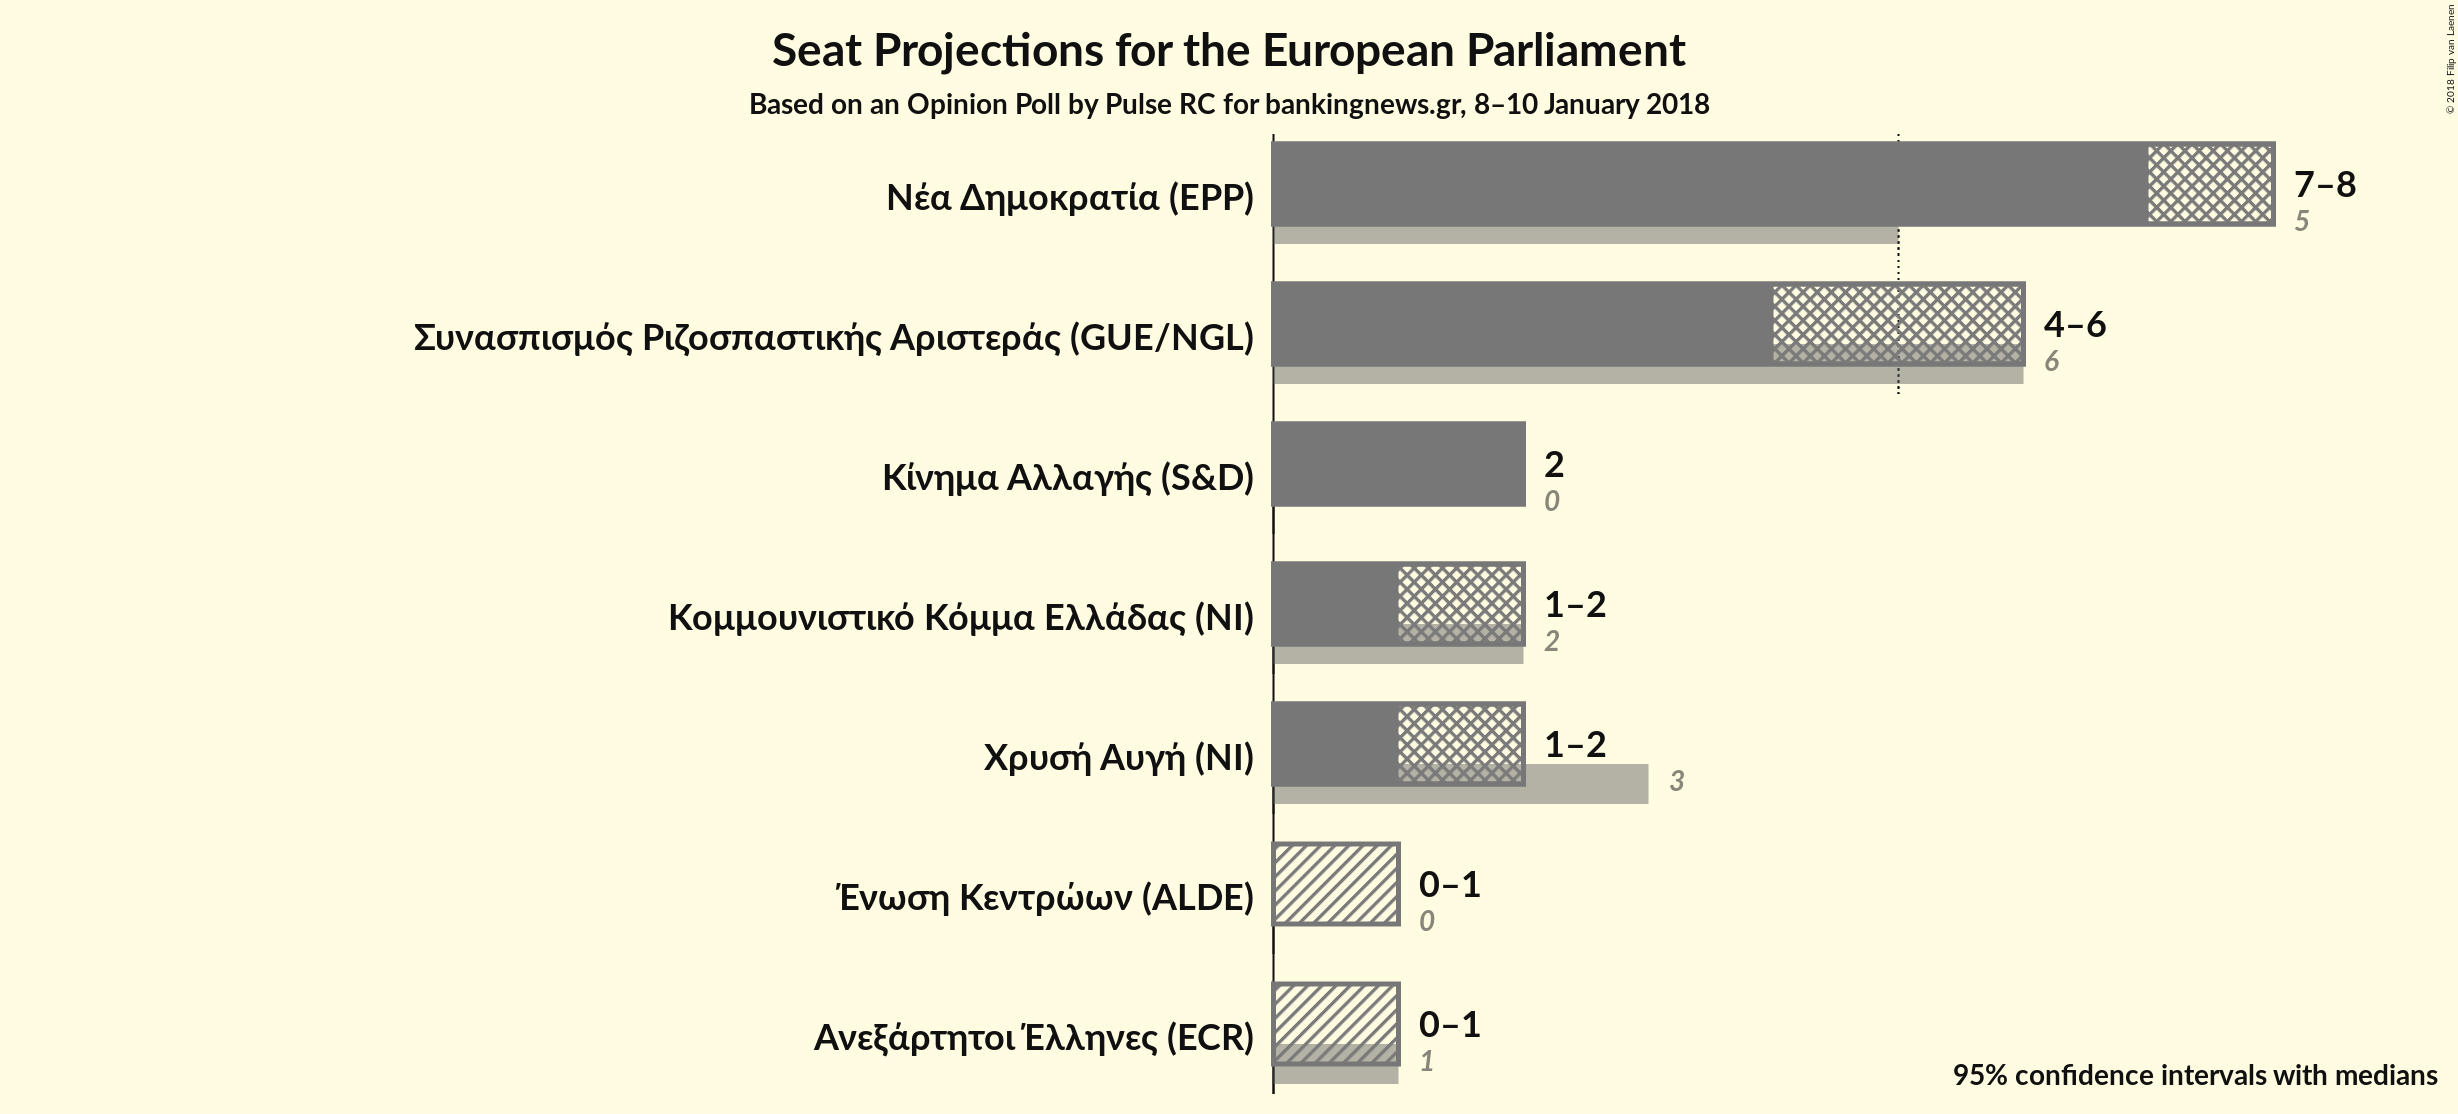 Seat Projections for the European Parliament
Based on an Opinion Poll by Pulse RC for bankingnews.gr, 8–10 January 2018
© 2018 Filip van Laenen
Νέα Δημοκρατία (EPP)
7–8
5
Συνασπισμός Ριζοσπαστικής Αριστεράς (GUE/NGL)
4–6
6
Κίνημα Αλλαγής (S&D)
2
0
Κομμουνιστικό Κόμμα Ελλάδας (NI)
1–2
2
Χρυσή Αυγή (NI)
1–2
3
Ένωση Κεντρώων (ALDE)
0–1
0
Ανεξάρτητοι Έλληνες (ECR)
0–1
1
95% confidence intervals with medians